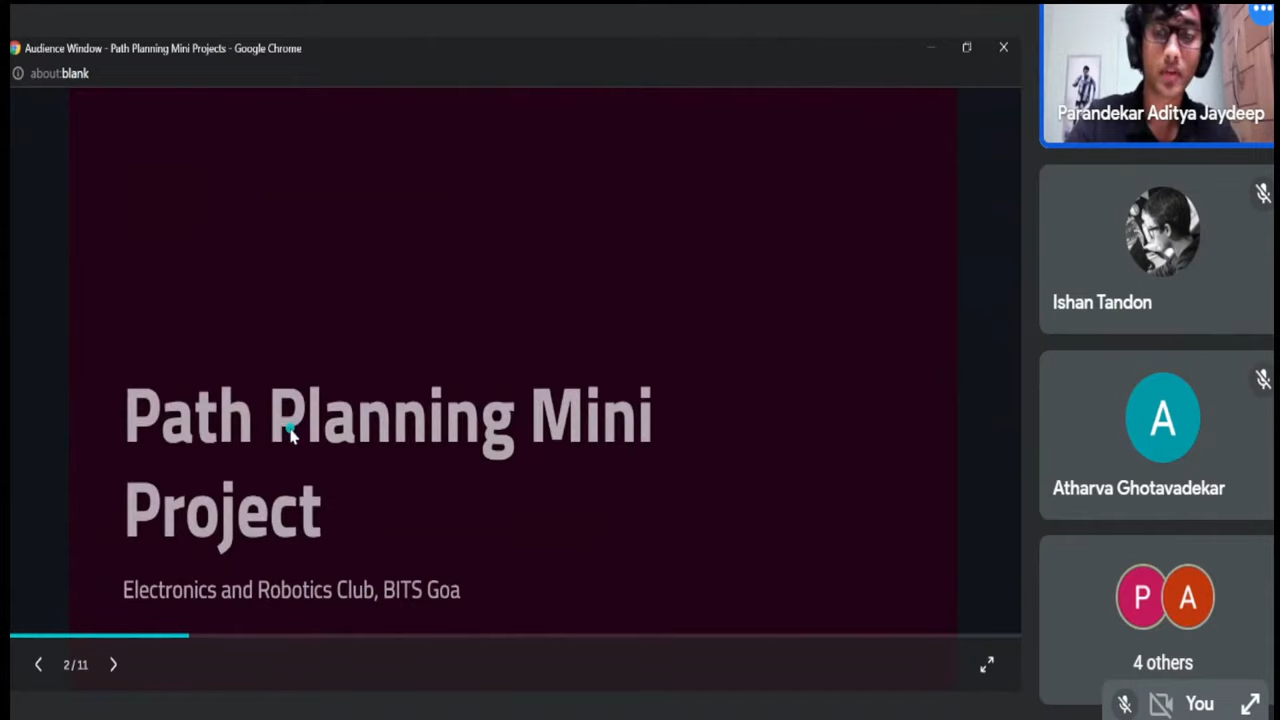 Audience Window - Path Planning Mini Projects - Google Chrome
about:blank
Path Planning Mini
Project
Electronics and Robotics Club, BITS Goa
2 / 11
Parandekar Aditya Jaydeep
Ishan Tandon
A
Atharva Ghotavadekar
P A
4 others
You